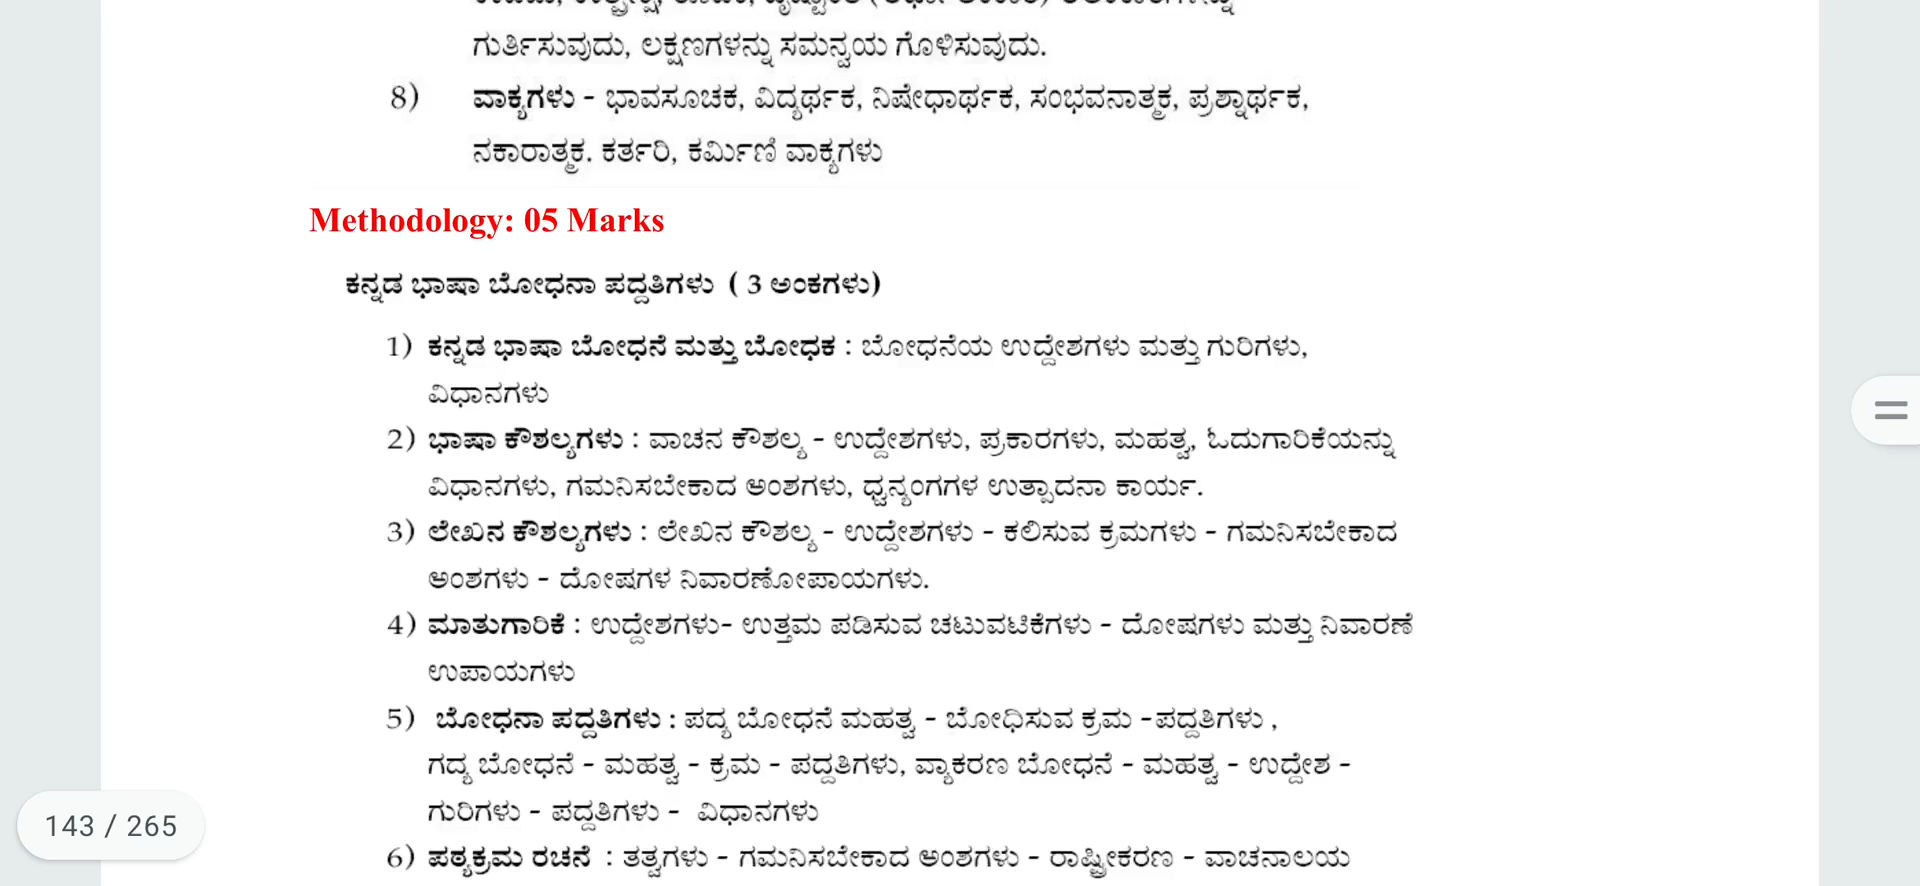 ಗುರ್ತಿಸುವುದು, ಲಕ್ಷಣಗಳನ್ನು ಸಮನ್ವಯ ಗೊಳಿಸುವುದು.
8) ವಾಕ್ಯಗಳು - ಭಾವಸೂಚಕ, ವಿದ್ಯರ್ಥಕ, ನಿಷೇಧಾರ್ಥಕ, ಸಂಭವನಾತ್ಮಕ, ಪ್ರಶ್ನಾರ್ಥಕ,
ನಕಾರಾತ್ಮಕ. ಕರ್ತರಿ, ಕರ್ಮಿಣಿ ವಾಕ್ಯಗಳು
Methodology: 05 Marks
ಕನ್ನಡ ಭಾಷಾ ಬೋಧನಾ ಪದ್ದತಿಗಳು ( 3 ಅಂಕಗಳು)
1) ಕನ್ನಡ ಭಾಷಾ ಬೋಧನೆ ಮತ್ತು ಬೋಧಕ : ಬೋಧನೆಯ ಉದ್ದೇಶಗಳು ಮತ್ತು ಗುರಿಗಳು,
ವಿಧಾನಗಳು
2) ಭಾಷಾ ಕೌಶಲ್ಯಗಳು : ವಾಚನ ಕೌಶಲ್ಯ - ಉದ್ದೇಶಗಳು, ಪ್ರಕಾರಗಳು, ಮಹತ್ವ, ಓದುಗಾರಿಕೆಯನ್ನು
ವಿಧಾನಗಳು, ಗಮನಿಸಬೇಕಾದ ಅಂಶಗಳು, ಧ್ವನ್ಯಂಗಗಳ ಉತ್ಪಾದನಾ ಕಾರ್ಯ.
3) ಲೇಖನ ಕೌಶಲ್ಯಗಳು : ಲೇಖನ ಕೌಶಲ್ಯ - ಉದ್ದೇಶಗಳು - ಕಲಿಸುವ ಕ್ರಮಗಳು - ಗಮನಿಸಬೇಕಾದ
ಅಂಶಗಳು - ದೋಷಗಳ ನಿವಾರಣೋಪಾಯಗಳು.
4) ಮಾತುಗಾರಿಕೆ : ಉದ್ದೇಶಗಳು- ಉತ್ತಮ ಪಡಿಸುವ ಚಟುವಟಿಕೆಗಳು - ದೋಷಗಳು ಮತ್ತು ನಿವಾರಣೆ
ಉಪಾಯಗಳು
5) ಬೋಧನಾ ಪದ್ದತಿಗಳು : ಪದ್ಯ ಬೋಧನೆ ಮಹತ್ವ - ಬೋಧಿಸುವ ಕ್ರಮ -ಪದ್ದತಿಗಳು ,
ಗದ್ಯ ಬೋಧನೆ - ಮಹತ್ವ - ಕ್ರಮ - ಪದ್ದತಿಗಳು, ವ್ಯಾಕರಣ ಬೋಧನೆ - ಮಹತ್ವ - ಉದ್ದೇಶ -
ಗುರಿಗಳು - ಪದ್ದತಿಗಳು - ವಿಧಾನಗಳು
143 / 265
6) ಪಠ್ಯಕ್ರಮ ರಚನೆ : ತತ್ವಗಳು - ಗಮನಿಸಬೇಕಾದ ಅಂಶಗಳು - ರಾಷ್ಟ್ರೀಕರಣ - ವಾಚನಾಲಯ